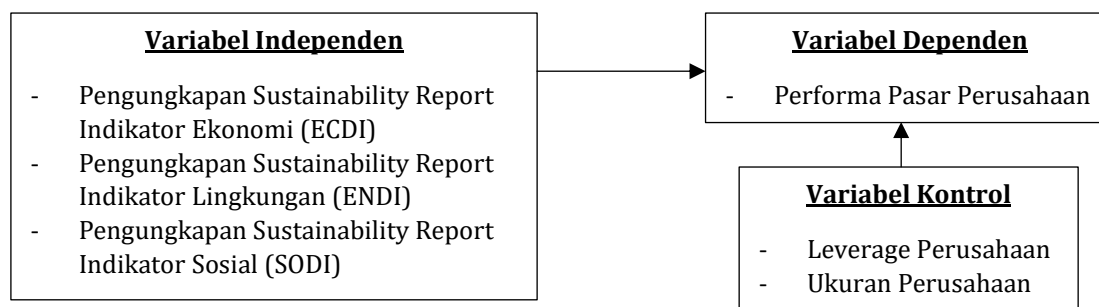 Variabel Independen
- Pengungkapan Sustainability Report
Indikator Ekonomi (ECDI)
- Pengungkapan Sustainability Report
Indikator Lingkungan (ENDI)
- Pengungkapan Sustainability Report
Indikator Sosial (SODI)
Variabel Dependen
- Performa Pasar Perusahaan
Variabel Kontrol
- Leverage Perusahaan
- Ukuran Perusahaan